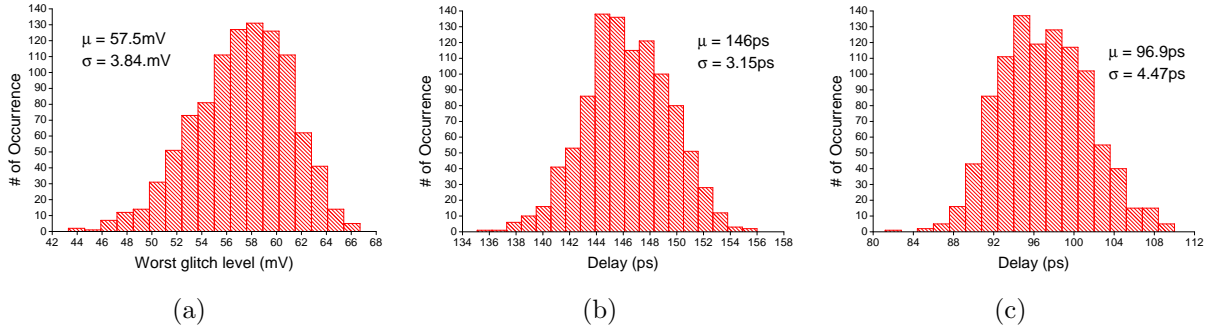 140
130
120
110
100
90
80
70
60
50
40
30
20
10
0
# of Occurrence
μ = 57.5mV
σ = 3.84.mV
42 44 46 48 50 52 54 56 58 60 62 64 66 68
Worst glitch level (mV)
(a)
140
130
120
110
100
90
80
70
60
50
40
30
20
10
0
# of Occurrence
μ = 146ps
σ = 3.15ps
134 136 138 140 142 144 146 148 150 152 154 156 158
Delay (ps)
(b)
140
130
120
110
100
90
80
70
60
50
40
30
20
10
0
# of Occurrence
μ = 96.9ps
σ = 4.47ps
80 84 88 92 96 100 104 108 112
Delay (ps)
(c)